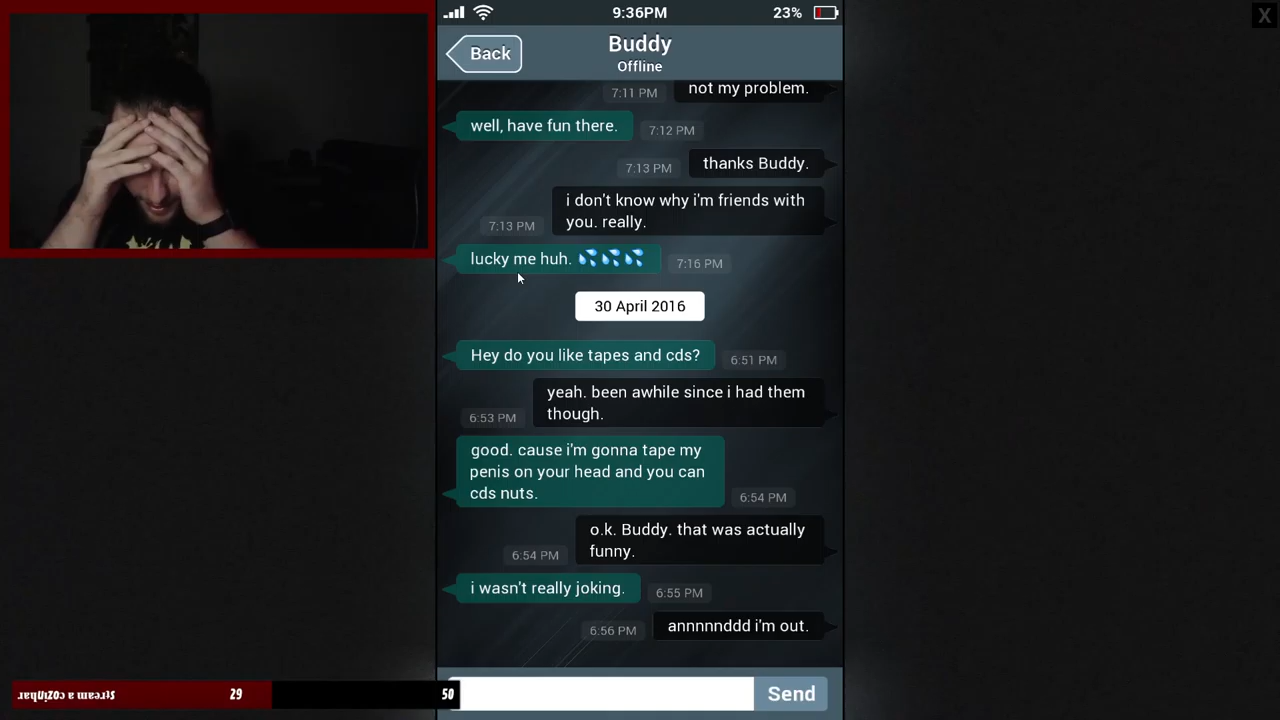 9:36PM
23%
X
Back
Buddy
Offline
7:11 PM
not my problem.
well, have fun there.
7:12 PM
7:13 PM
thanks Buddy.
i don't know why i'm friends with
you. really.
7:13 PM
lucky me huh. 💦💦💦
7:16 PM
30 April 2016
Hey do you like tapes and cds?
6:51 PM
yeah. been awhile since i had them
though.
6:53 PM
good. cause i'm gonna tape my
penis on your head and you can
cds nuts.
6:54 PM
o.k. Buddy. that was actually
funny.
6:54 PM
i wasn't really joking.
6:55 PM
6:56 PM
annnnnddd i'm out.
Stream a cozinhar
29
50
Send